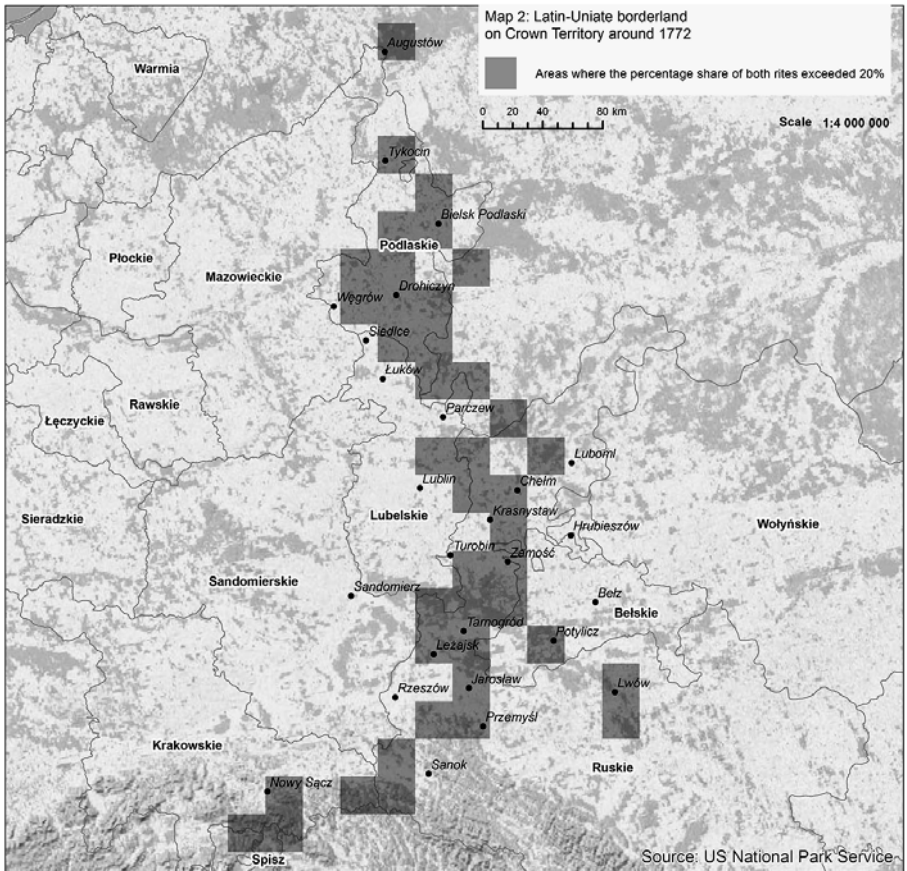 Map 2: Latin-Uniate borderland
on Crown Territory around 1772
Areas where the percentage share of both rites exceeded 20%
0 20 40 80 km
Scale 1:4 000 000
Augustów
Warmia
Tykocin
Bielsk Podlaski
Podlaskie
Płockie
Mazowieckie
Drohiczyn
Węgrów
Siedlce
Łuków
Rawskie
Parczew
Łęczyckie
Luboml
Lublin
Chełm
Lubelskie
Krasnystaw
Sieradzkie
Wołyńskie
Hrubieszów
Turobin
Zamość
Sandomierskie
Sandomierz
Bełz
Bełskie
Tarnogród
Potylicz
Leżajsk
Jarosław
Lwów
Rzeszów
Przemyśl
Krakowskie
Sanok
Ruskie
Nowy Sącz
Spisz
Source: US National Park Service